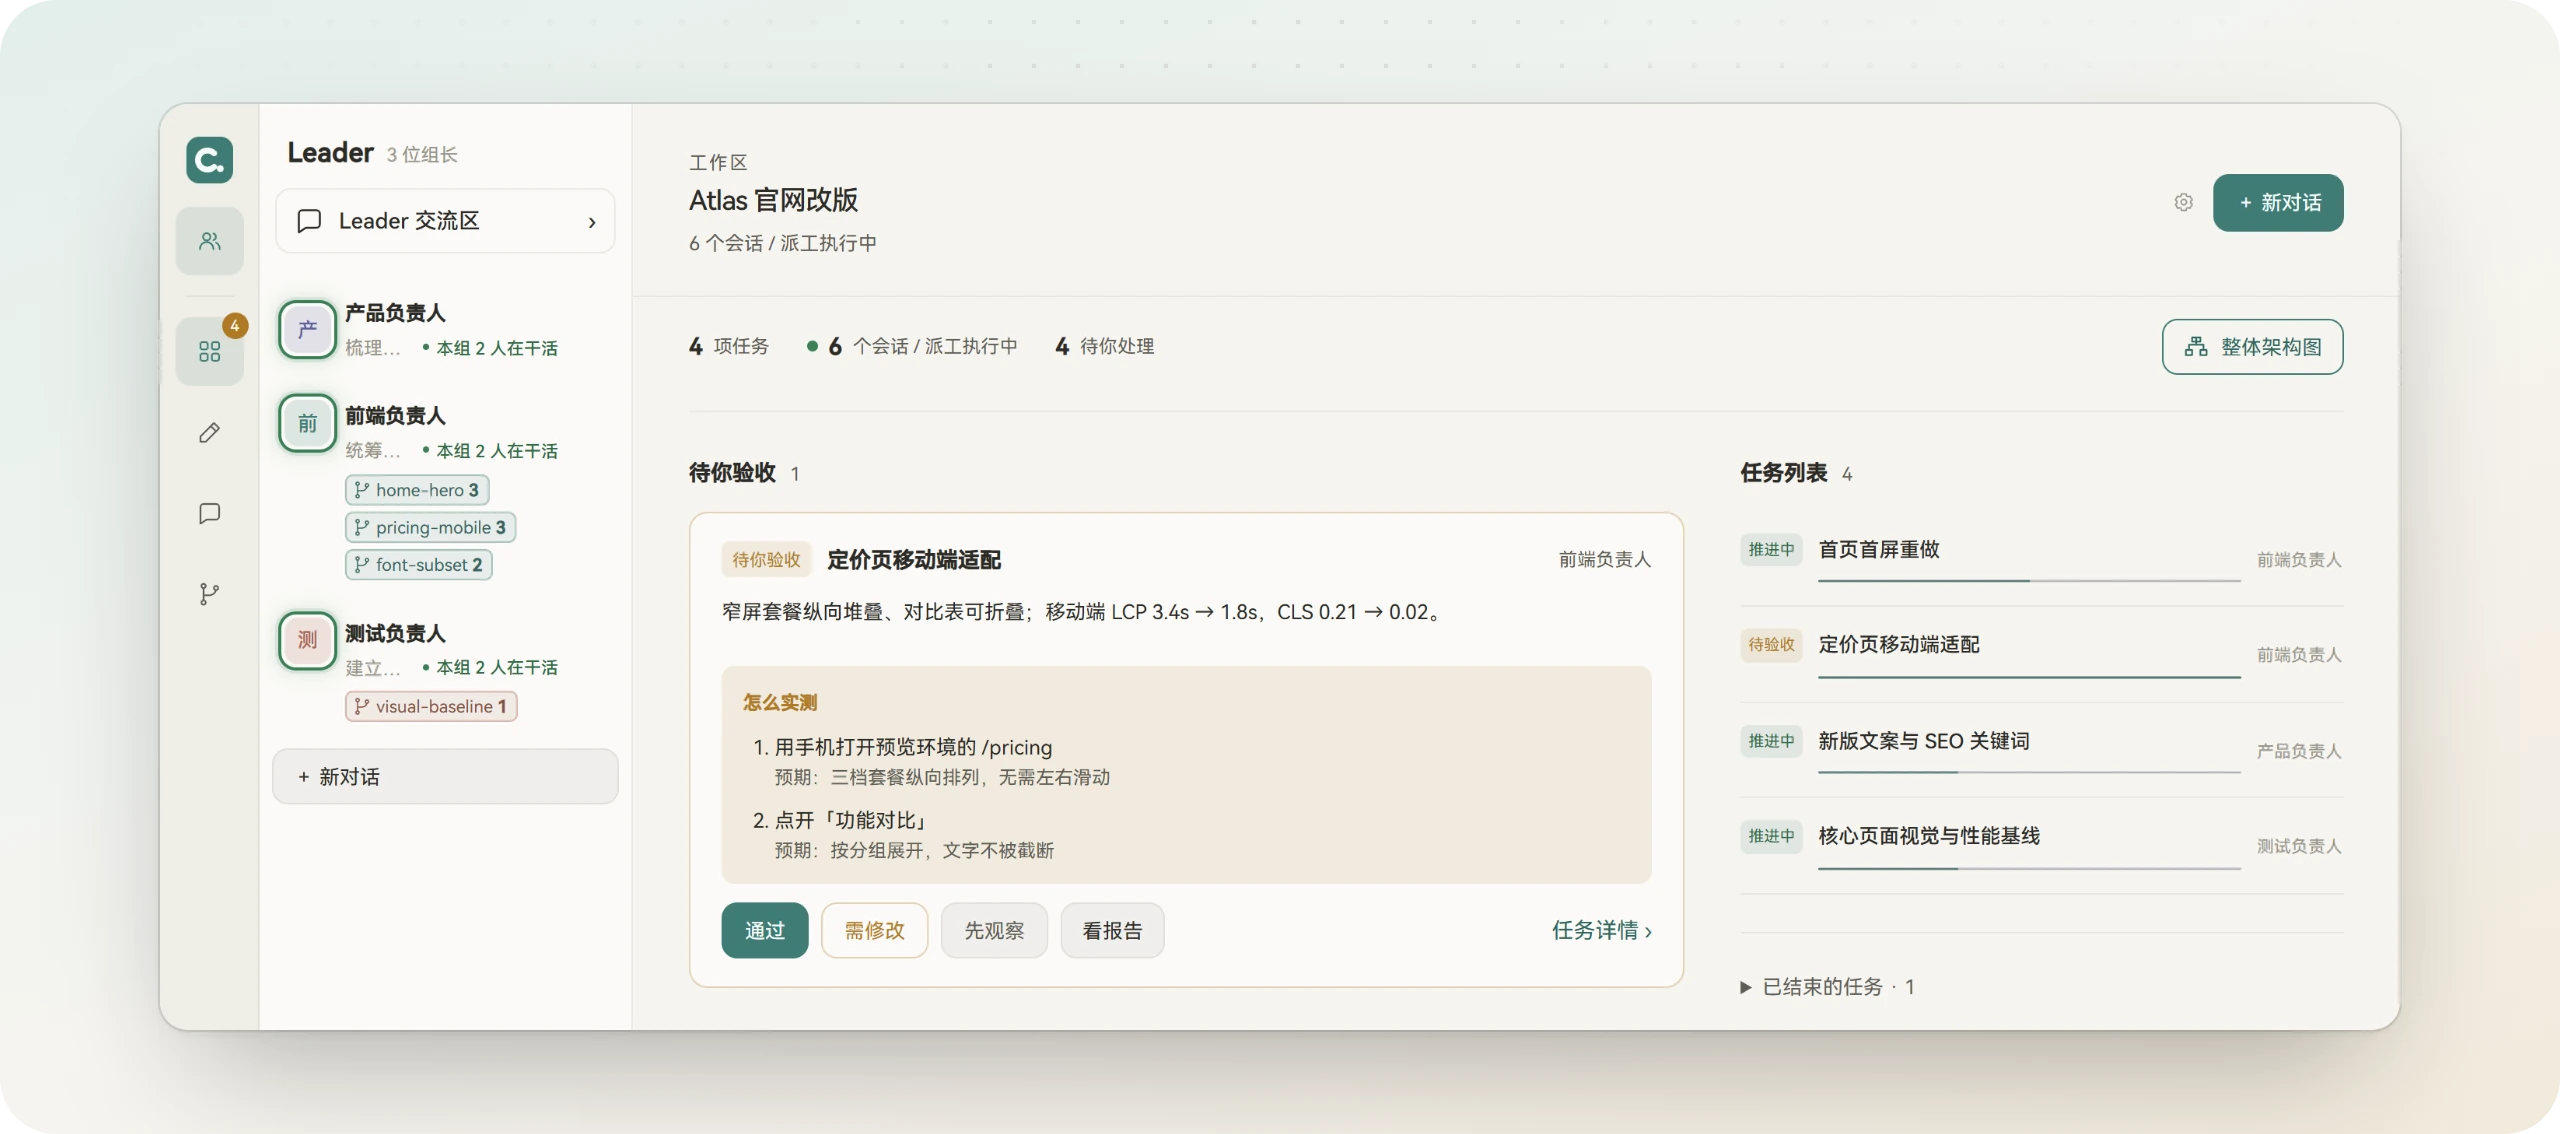 C.
Leader 3 位组长
Leader 交流区 ›
4
产 产品负责人
梳理... • 本组 2 人在干活
前 前端负责人
统筹... • 本组 2 人在干活
home-hero 3
pricing-mobile 3
font-subset 2
测 测试负责人
建立... • 本组 2 人在干活
visual-baseline 1
+ 新对话
工作区
Atlas 官网改版
6 个会话 / 派工执行中
+ 新对话
4 项任务 6 个会话 / 派工执行中 4 待你处理
整体架构图
待你验收 1
待你验收 定价页移动端适配 前端负责人
窄屏套餐纵向堆叠、对比表可折叠；移动端 LCP 3.4s → 1.8s，CLS 0.21 → 0.02。
怎么实测
1. 用手机打开预览环境的 /pricing
预期：三档套餐纵向排列，无需左右滑动
2. 点开「功能对比」
预期：按分组展开，文字不被截断
通过 需修改 先观察 看报告 任务详情 ›
任务列表 4
推进中 首页首屏重做 前端负责人
待验收 定价页移动端适配 前端负责人
推进中 新版文案与 SEO 关键词 产品负责人
推进中 核心页面视觉与性能基线 测试负责人
▶ 已结束的任务 · 1